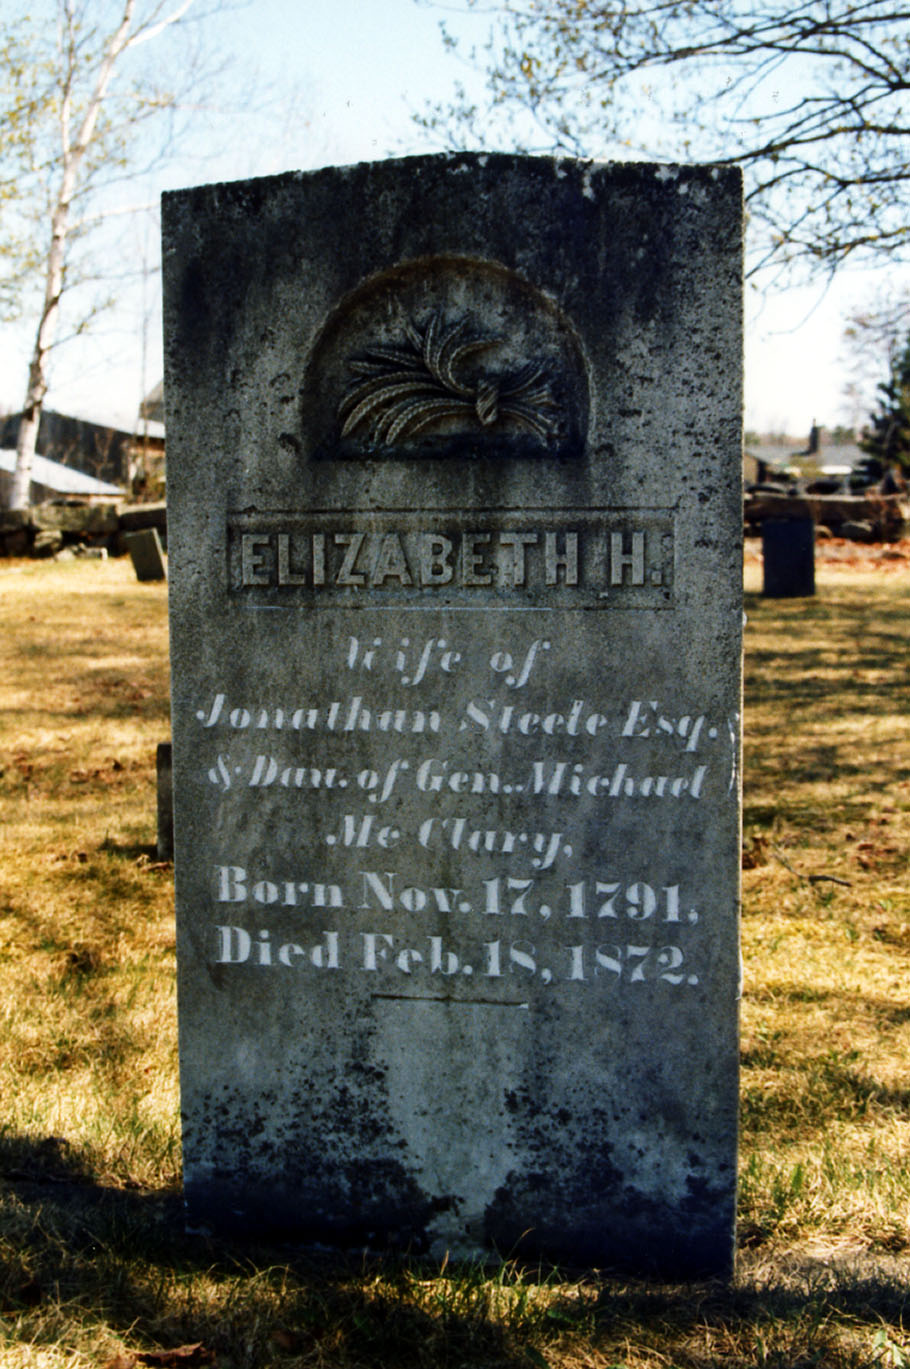 ELIZABETH H.
Wife of
Jonathan Steele Esq.
& Dau. of Gen. Michael
Mc Clary,
Born Nov. 17, 1791,
Died Feb. 18, 1872.